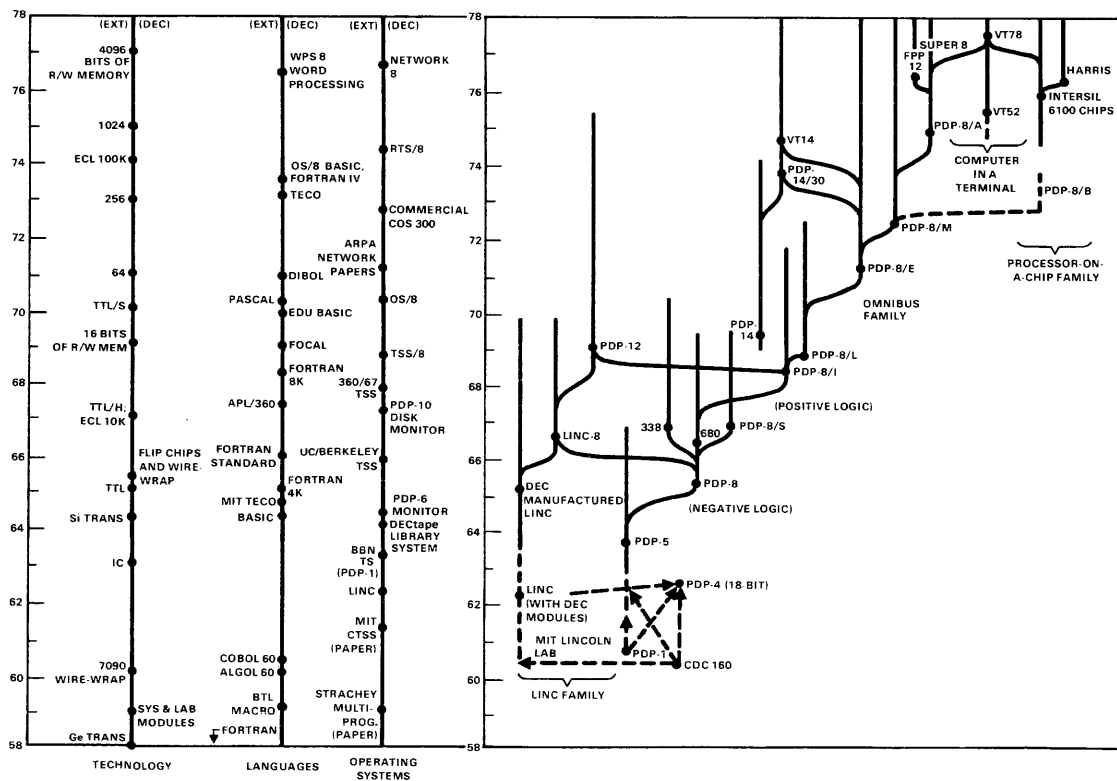 (EXT) (DEC)
4096
BITS OF
R/W MEMORY
1024
ECL 100K
256
64
TTL/S
16 BITS
OF R/W MEM
TTL/H,
ECL 10K
FLIP CHIPS
AND WIRE-
WRAP
TTL
Si TRANS
IC
7090
WIRE-WRAP
SYS & LAB
MODULES
Ge TRANS
TECHNOLOGY
(EXT) (DEC)
WPS 8
WORD
PROCESSING
OS/8 BASIC,
FORTRAN IV
TECO
DIBOL
PASCAL
EDU BASIC
FOCAL
FORTRAN
8K
APL/360
FORTRAN
STANDARD
FORTRAN
4K
MIT TECO
BASIC
COBOL 60
ALGOL 60
BTL
MACRO
FORTRAN
LANGUAGES
(EXT) (DEC)
NETWORK
8
RTS/8
COMMERCIAL
COS 300
ARPA
NETWORK
PAPERS
OS/8
TSS/8
360/67
TSS
PDP-10
DISK
MONITOR
UC/BERKELEY
TSS
PDP-6
MONITOR
DECtape
LIBRARY
SYSTEM
BBN
TS
(PDP-1)
LINC
MIT
CTSS
(PAPER)
STRACHEY
MULTI-
PROG.
(PAPER)
OPERATING
SYSTEMS
78
76
74
72
70
68
66
64
62
60
58
78
76
74
72
70
68
66
64
62
60
58
VT78
SUPER 8
FPP
12
HARRIS
INTERSIL
6100 CHIPS
VT52
PDP-8/A
COMPUTER
IN A
TERMINAL
VT14
PDP-
14/30
PDP-8/B
PDP-8/M
PROCESSOR-ON-
A-CHIP FAMILY
PDP-8/E
OMNIBUS
FAMILY
PDP-
14
PDP-12
PDP-8/L
PDP-8/I
(POSITIVE LOGIC)
338
680
PDP-8/S
LINC-8
PDP-8
(NEGATIVE LOGIC)
DEC
MANUFACTURED
LINC
PDP-5
PDP-4 (18-BIT)
LINC
(WITH DEC
MODULES)
MIT LINCOLN
LAB
PDP-1
CDC 160
LINC FAMILY